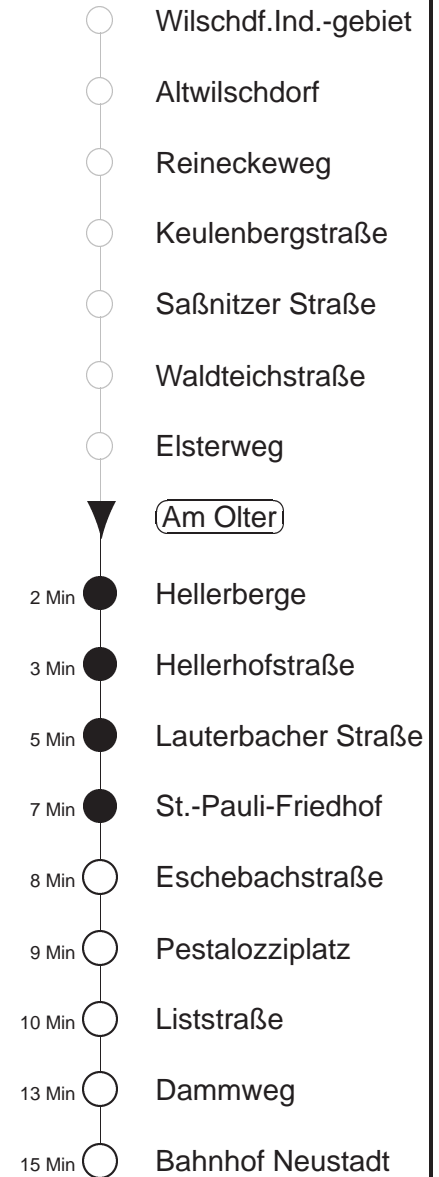 Wilschdf.Ind.-gebiet
Altwilschdorf
Reineckeweg
Keulenbergstraße
Saßnitzer Straße
Waldteichstraße
Elsterweg
Am Olter
2 Min Hellerberge
3 Min Hellerhofstraße
5 Min Lauterbacher Straße
7 Min St.-Pauli-Friedhof
8 Min Eschebachstraße
9 Min Pestalozziplatz
10 Min Liststraße
13 Min Dammweg
15 Min Bahnhof Neustadt